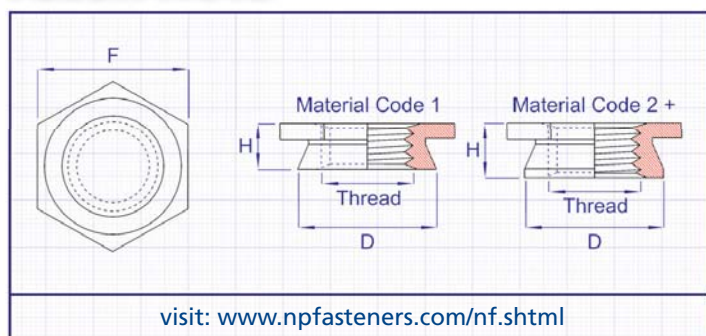 F
Material Code 1
Material Code 2 +
H
H
Thread
Thread
D
D
visit: www.npfasteners.com/nf.shtml